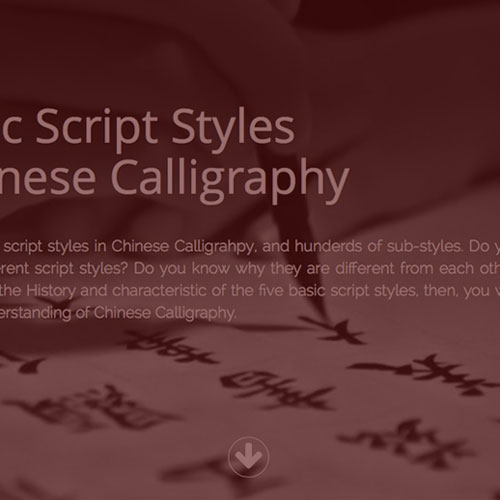 c Script Styles
nese Calligraphy
script styles in Chinese Calligrahpy, and hunderds of sub-styles. Do y
erent script styles? Do you know why they are different from each oth
the History and characteristic of the five basic script styles, then, you w
erstanding of Chinese Calligraphy.